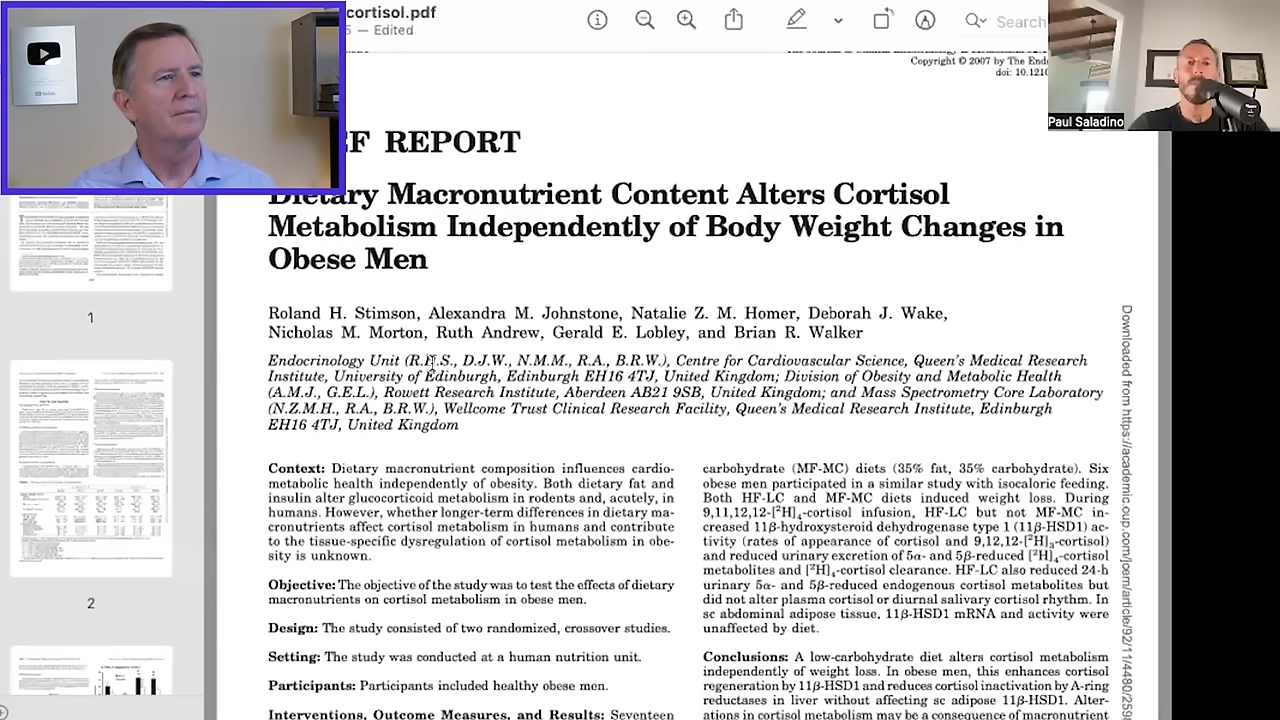 cortisol.pdf
— Edited
Search
Copyright © 2007 by The Endo
doi: 10.1210
Paul Saladino
REPORT
Dietary Macronutrient Content Alters Cortisol
Metabolism Independently of Body Weight Changes in
Obese Men
Roland H. Stimson, Alexandra M. Johnstone, Natalie Z. M. Homer, Deborah J. Wake,
Nicholas M. Morton, Ruth Andrew, Gerald E. Lobley, and Brian R. Walker
Endocrinology Unit (R.H.S., D.J.W., N.M.M., R.A., B.R.W.), Centre for Cardiovascular Science, Queen's Medical Research
Institute, University of Edinburgh, Edinburgh EH16 4TJ, United Kingdom; Division of Obesity and Metabolic Health
(A.M.J., G.E.L.), Rowett Research Institute, Aberdeen AB21 9SB, United Kingdom; and Mass Spectrometry Core Laboratory
(N.Z.M.H., R.A., B.R.W.), Wellcome Trust Clinical Research Facility, Queen's Medical Research Institute, Edinburgh
EH16 4TJ, United Kingdom
Context: Dietary macronutrient composition influences cardio-
metabolic health independently of obesity. Both dietary fat and
insulin alter glucocorticoid metabolism in rodents and, acutely, in
humans. However, whether longer-term differences in dietary ma-
cronutrients affect cortisol metabolism in humans and contribute
to the tissue-specific dysregulation of cortisol metabolism in obe-
sity is unknown.
Objective: The objective of the study was to test the effects of dietary
macronutrients on cortisol metabolism in obese men.
Design: The study consisted of two randomized, crossover studies.
Setting: The study was conducted at a human nutrition unit.
Participants: Participants included healthy obese men.
Interventions, Outcome Measures, and Results: Seventeen
carbohydrate (MF-MC) diets (35% fat, 35% carbohydrate). Six
obese men participated in a similar study with isocaloric feeding.
Both HF-LC and MF-MC diets induced weight loss. During
9,11,12,12-[²H]₄-cortisol infusion, HF-LC but not MF-MC in-
creased 11β-hydroxysteroid dehydrogenase type 1 (11β-HSD1) ac-
tivity (rates of appearance of cortisol and 9,12,12-[²H]₃-cortisol)
and reduced urinary excretion of 5α- and 5β-reduced [²H]₄-cortisol
metabolites and [²H]₄-cortisol clearance. HF-LC also reduced 24-h
urinary 5α- and 5β-reduced endogenous cortisol metabolites but
did not alter plasma cortisol or diurnal salivary cortisol rhythm. In
sc abdominal adipose tissue, 11β-HSD1 mRNA and activity were
unaffected by diet.
Conclusions: A low-carbohydrate diet alters cortisol metabolism
independently of weight loss. In obese men, this enhances cortisol
regeneration by 11β-HSD1 and reduces cortisol inactivation by A-ring
reductases in liver without affecting sc adipose 11β-HSD1. Alter-
ations in cortisol metabolism may be a consequence of macronutrient
Downloaded from https://academic.oup.com/jcem/article/92/11/4480/259
1
2